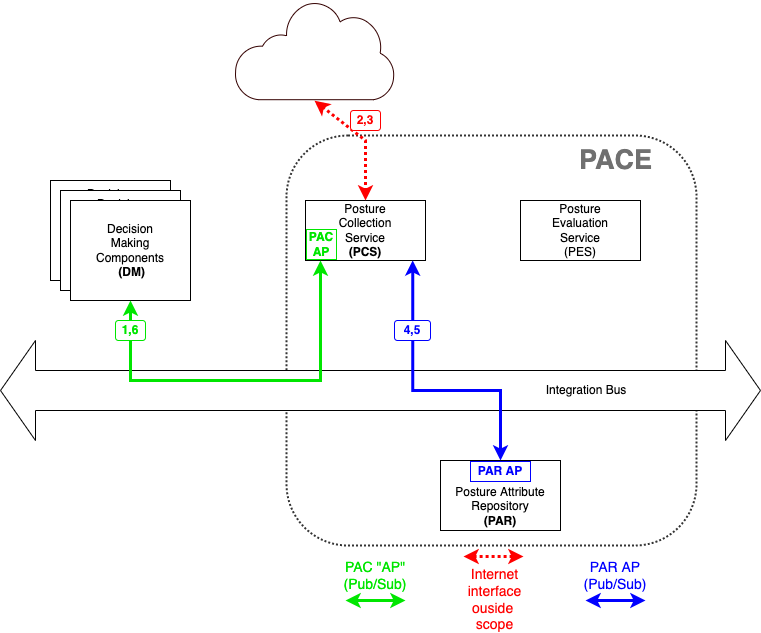 2,3
PACE
Decision
Making
Components
(DM)
Posture
Collection
Service
(PCS)
PAC
AP
Posture
Evaluation
Service
(PES)
1,6
4,5
Integration Bus
PAR AP
Posture Attribute
Repository
(PAR)
PAC "AP"
(Pub/Sub)
Internet
interface
ouside
scope
PAR AP
(Pub/Sub)